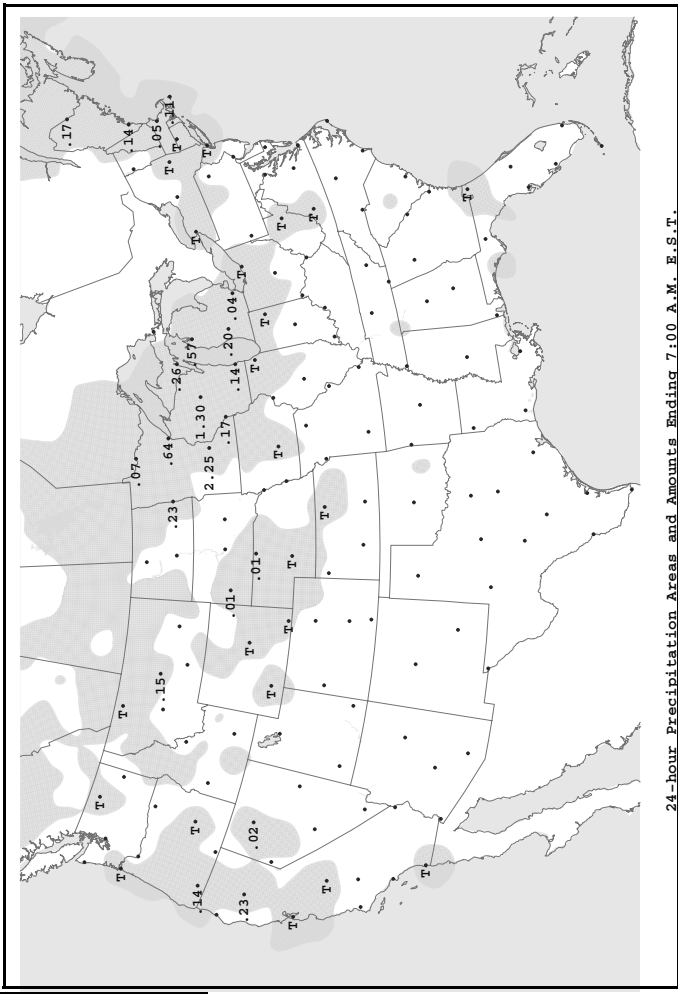 .17
T
T
T
.14
.07
.05
.15
.64
T
.11
.23
.26
T
.57
.14
T
T
1.30
T
2.25
.17
.20
.01
.04
.14
.23
T
.02
T
.01
T
T
T
T
T
T
T
T
T
T
T
T
T
24-hour Precipitation Areas and Amounts Ending 7:00 A.M. E.S.T.